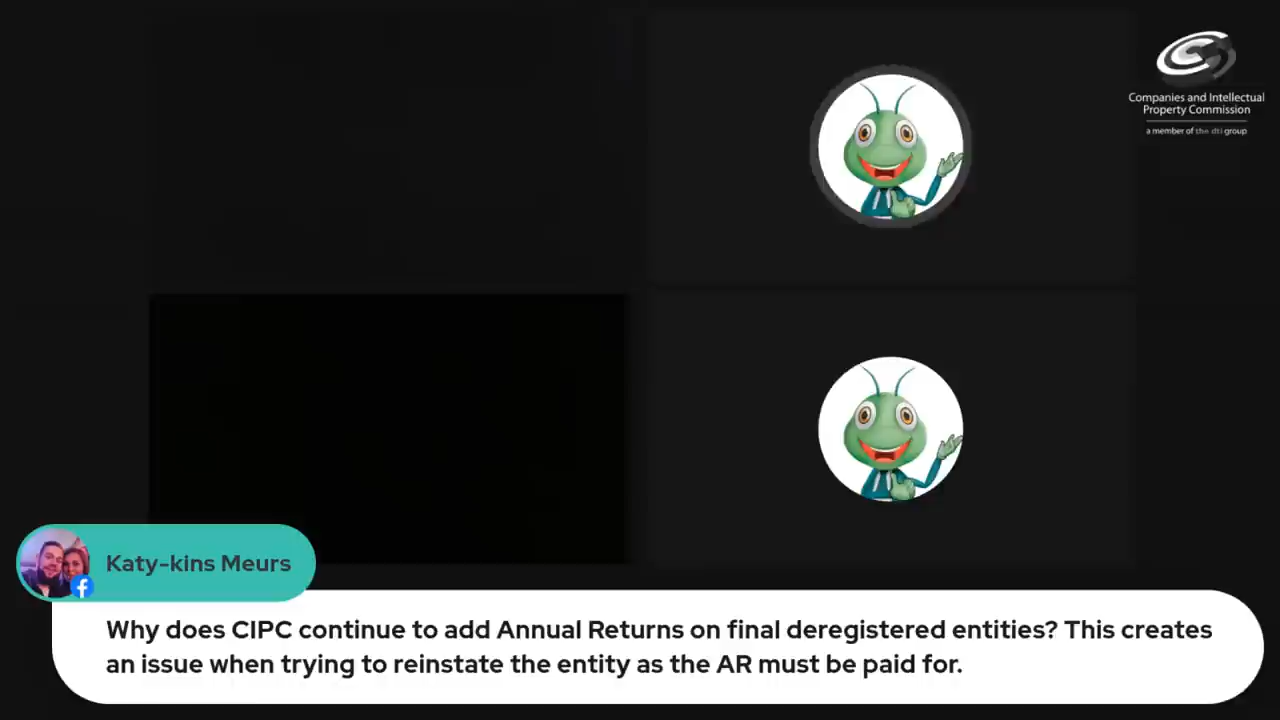 Companies and Intellectual
Property Commission
a member of the dti group
Katy-kins Meurs
Why does CIPC continue to add Annual Returns on final deregistered entities? This creates
an issue when trying to reinstate the entity as the AR must be paid for.